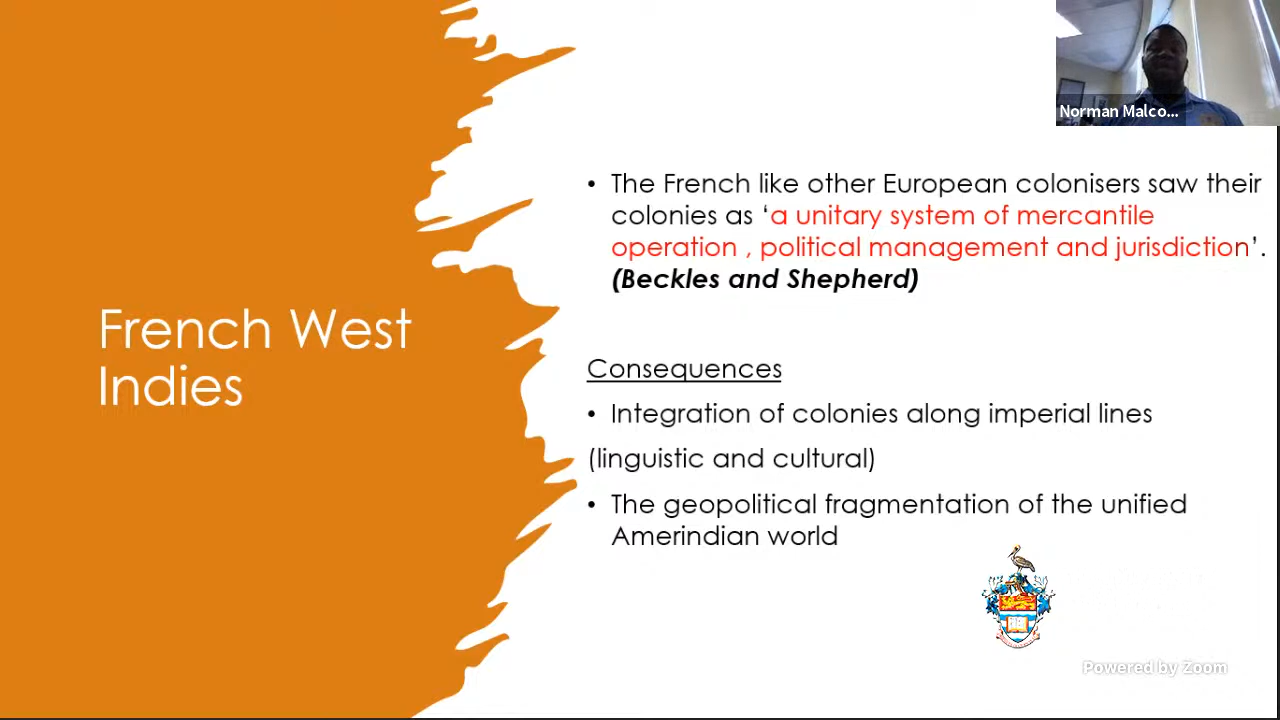 Norman Malco...
• The French like other European colonisers saw their
colonies as ‘a unitary system of mercantile
operation , political management and jurisdiction’.
(Beckles and Shepherd)
French West
Indies
Consequences
• Integration of colonies along imperial lines
(linguistic and cultural)
• The geopolitical fragmentation of the unified
Amerindian world
Powered by Zoom